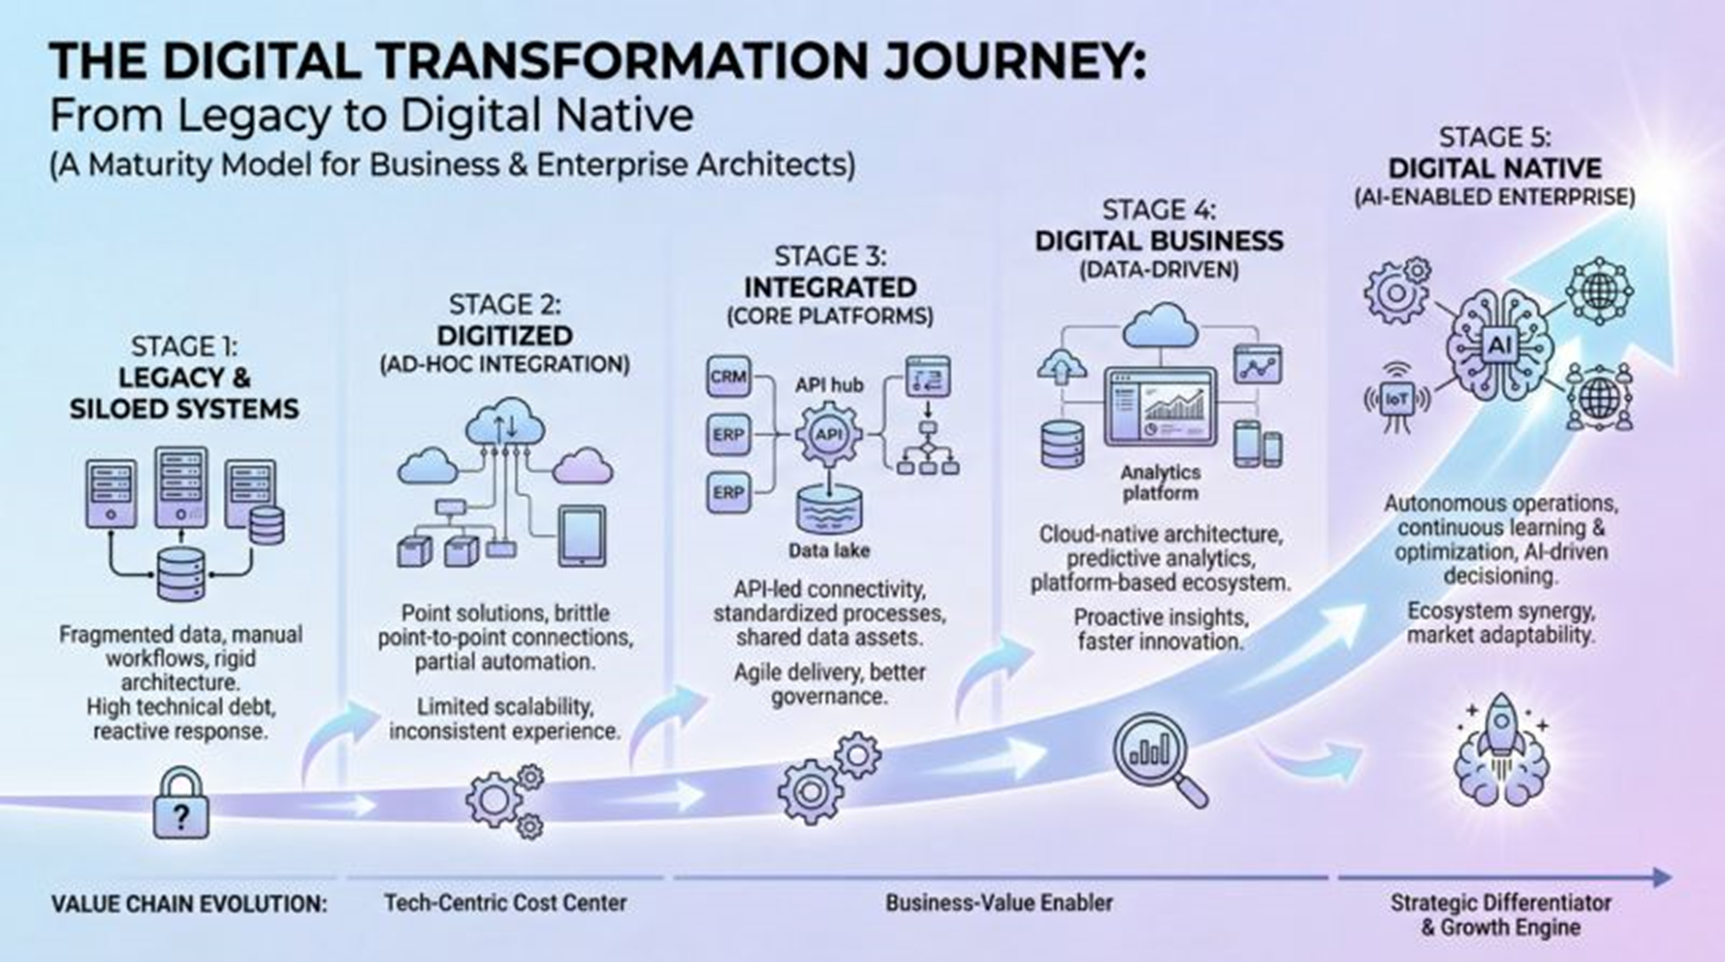 THE DIGITAL TRANSFORMATION JOURNEY:
From Legacy to Digital Native
(A Maturity Model for Business & Enterprise Architects)
STAGE 1:
LEGACY &
SILOED SYSTEMS
Fragmented data, manual
workflows, rigid
architecture.
High technical debt,
reactive response.
?
STAGE 2:
DIGITIZED
(AD-HOC INTEGRATION)
Point solutions, brittle
point-to-point connections,
partial automation.
Limited scalability,
inconsistent experience.
STAGE 3:
INTEGRATED
(CORE PLATFORMS)
CRM
ERP
ERP
API hub
API
Data lake
API-led connectivity,
standardized processes,
shared data assets.
Agile delivery, better
governance.
STAGE 4:
DIGITAL BUSINESS
(DATA-DRIVEN)
Analytics
platform
Cloud-native architecture,
predictive analytics,
platform-based ecosystem.
Proactive insights,
faster innovation.
STAGE 5:
DIGITAL NATIVE
(AI-ENABLED ENTERPRISE)
AI
IoT
Autonomous operations,
continuous learning &
optimization, AI-driven
decisioning.
Ecosystem synergy,
market adaptability.
VALUE CHAIN EVOLUTION:
Tech-Centric Cost Center
Business-Value Enabler
Strategic Differentiator
& Growth Engine